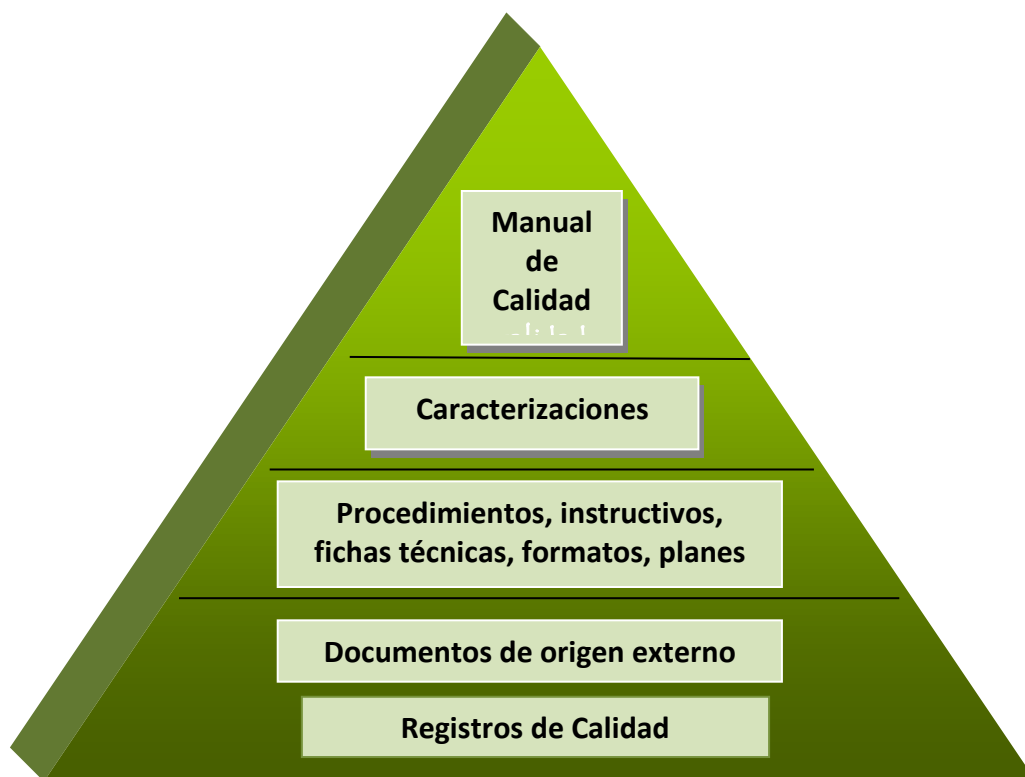 Manual
de
Calidad
Caracterizaciones
Procedimientos, instructivos,
fichas técnicas, formatos, planes
Documentos de origen externo
Registros de Calidad